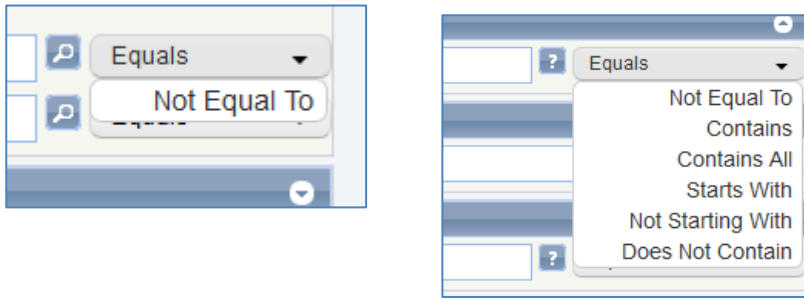 Equals
Not Equal To
Equals
Not Equal To
Contains
Contains All
Starts With
Not Starting With
Does Not Contain